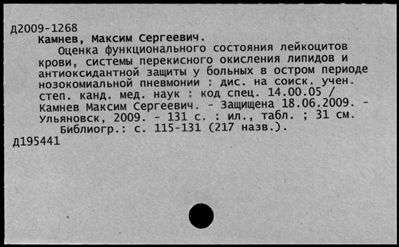 Д2009-1268
Камнев, Максим Сергеевич.
Оценка функционального состояния лейкоцитов
крови, системы перекисного окисления липидов и
антиоксидантной защиты у больных в остром периоде
нозокомиальной пневмонии : дис. на соиск. учен.
степ. канд. мед. наук : код спец. 14.00.05 /
Камнев Максим Сергеевич. - Защищена 18.06.2009. -
Ульяновск, 2009. - 131 с. : ил., табл. ; 31 см.
Библиогр.: с. 115-131 (217 назв.).
Д195441